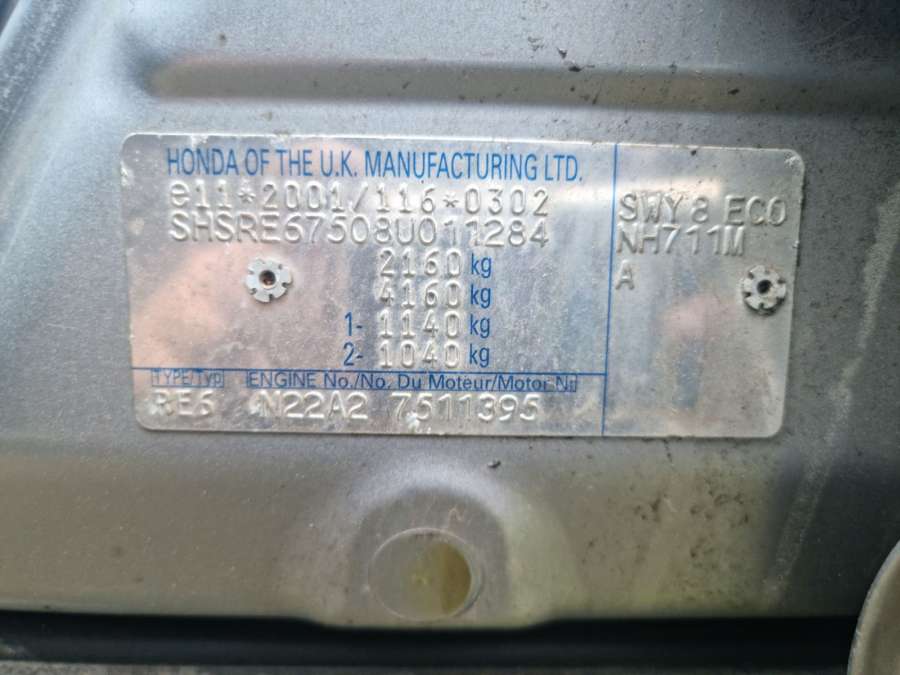 HONDA OF THE U.K. MANUFACTURING LTD.
e11*2001/116*0302
SHSRE67508U011284
2160 kg
4160 kg
1- 1140 kg
2- 1040 kg
TYPE/Typ ENGINE No./No. Du Moteur/Motor Nr
RE6 N22A2 7511395
SWY 8 ECO
NH711M
A